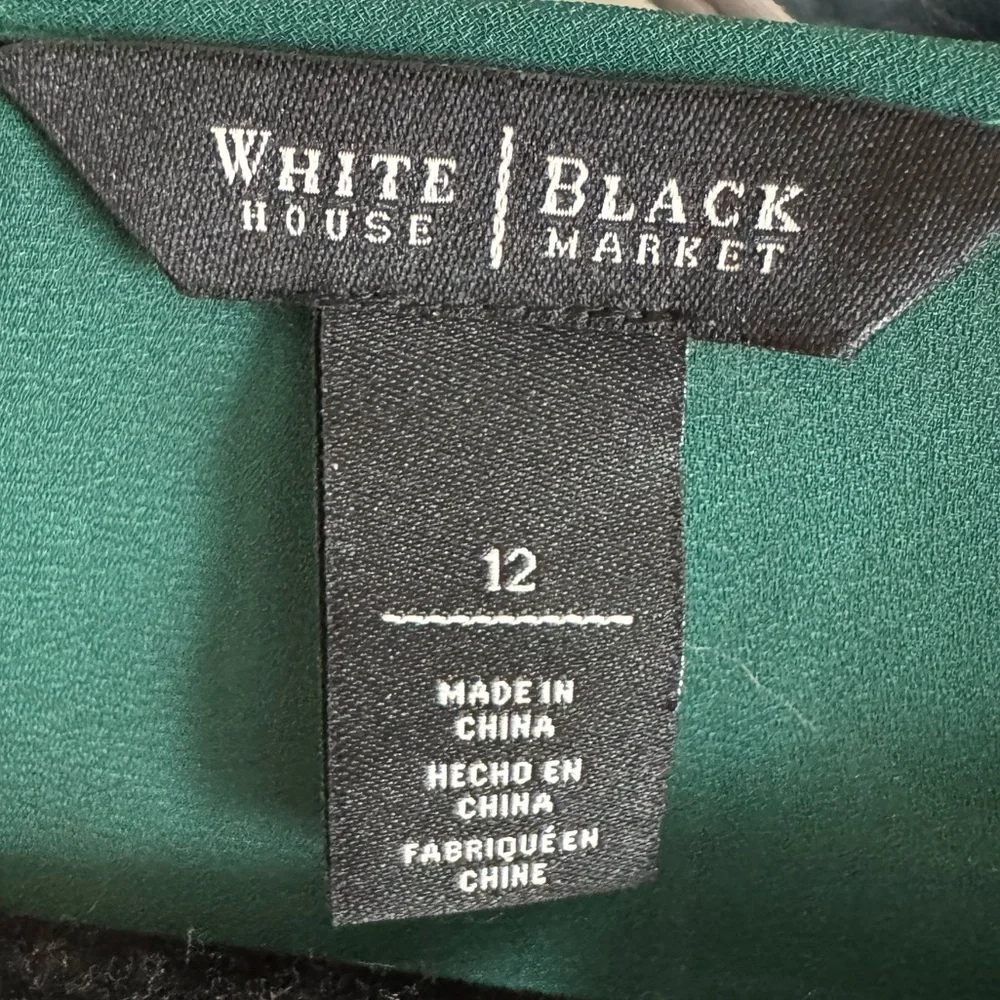 WHITE | BLACK
HOUSE | MARKET
12
MADE IN
CHINA
HECHO EN
CHINA
FABRIQUÉ EN
CHINE